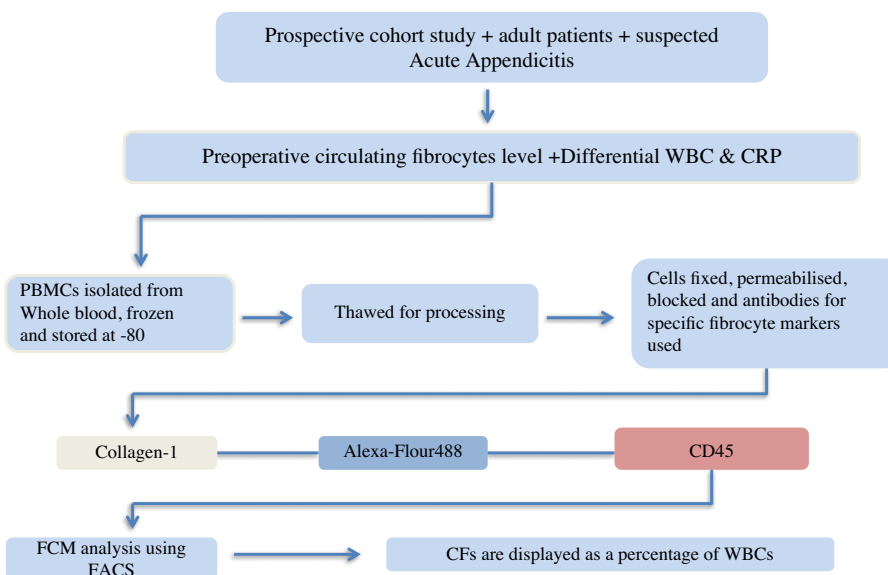 Prospective cohort study + adult patients + suspected
Acute Appendicitis
Preoperative circulating fibrocytes level +Differential WBC & CRP
PBMCs isolated from
Whole blood, frozen
and stored at -80
Thawed for processing
Cells fixed, permeabilised,
blocked and antibodies for
specific fibrocyte markers
used
Collagen-1
Alexa-Flour488
CD45
FCM analysis using
FACS
CFs are displayed as a percentage of WBCs